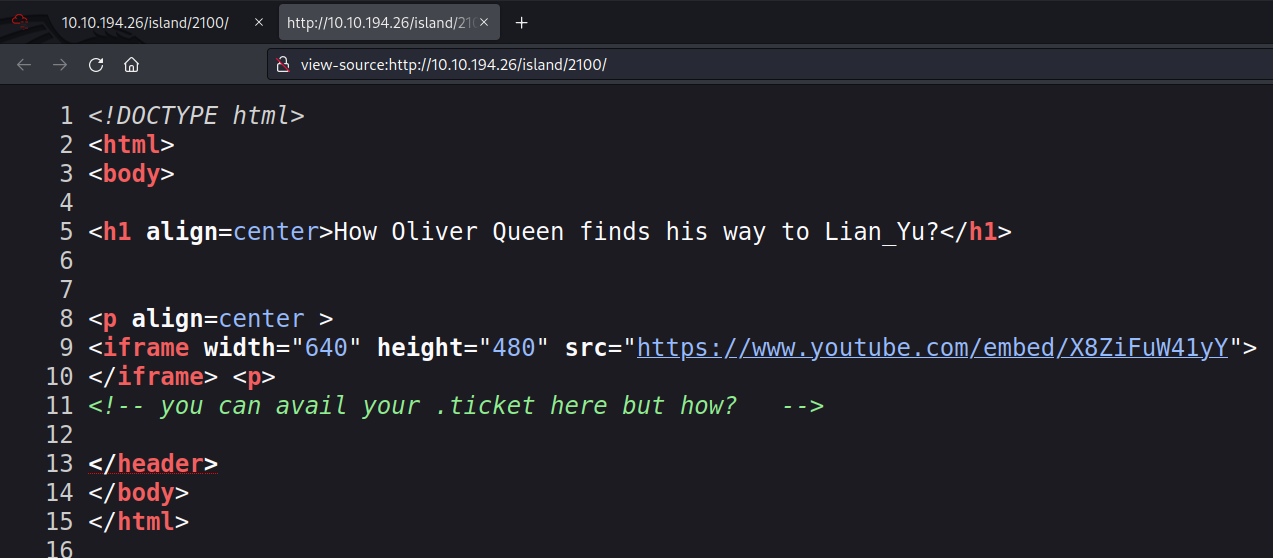 10.10.194.26/island/2100/ × http://10.10.194.26/island/21 × +
view-source:http://10.10.194.26/island/2100/
1 <!DOCTYPE html>
2 <html>
3 <body>
4
5 <h1 align=center>How Oliver Queen finds his way to Lian_Yu?</h1>
6
7
8 <p align=center >
9 <iframe width="640" height="480" src="https://www.youtube.com/embed/X8ZiFuW41yY">
10 </iframe> <p>
11 <!-- you can avail your .ticket here but how?   -->
12
13 </header>
14 </body>
15 </html>
16